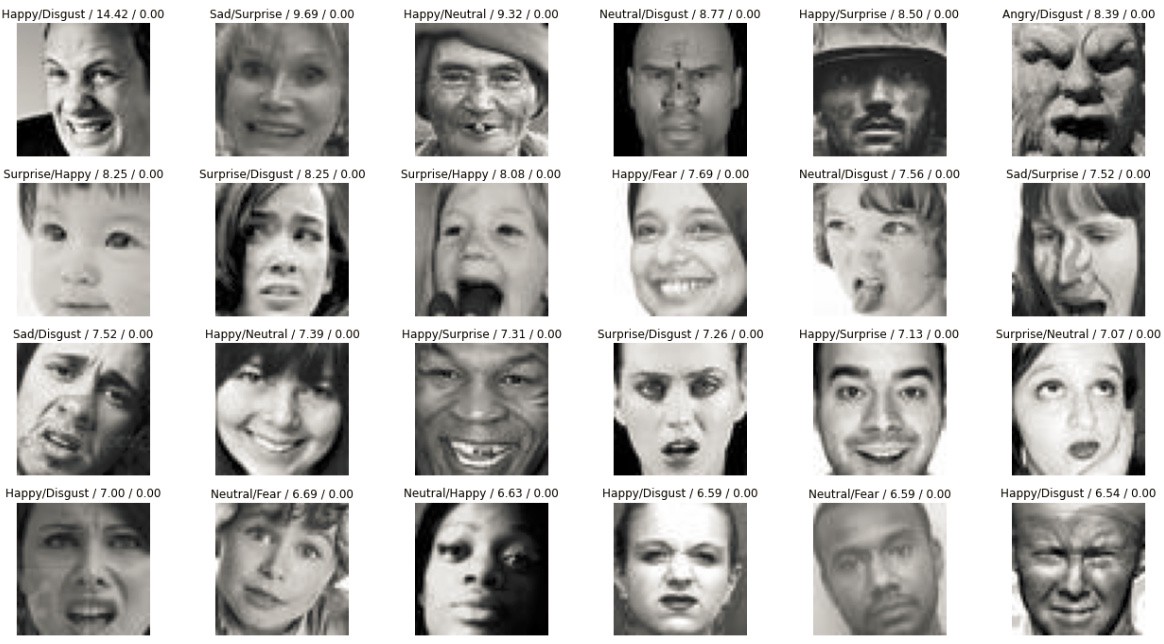 Happy/Disgust / 14.42 / 0.00
Sad/Surprise / 9.69 / 0.00
Happy/Neutral / 9.32 / 0.00
Neutral/Disgust / 8.77 / 0.00
Happy/Surprise / 8.50 / 0.00
Angry/Disgust / 8.39 / 0.00
Surprise/Happy / 8.25 / 0.00
Surprise/Disgust / 8.25 / 0.00
Surprise/Happy / 8.08 / 0.00
Happy/Fear / 7.69 / 0.00
Neutral/Disgust / 7.56 / 0.00
Sad/Surprise / 7.52 / 0.00
Sad/Disgust / 7.52 / 0.00
Happy/Neutral / 7.39 / 0.00
Happy/Surprise / 7.31 / 0.00
Surprise/Disgust / 7.26 / 0.00
Happy/Surprise / 7.13 / 0.00
Surprise/Neutral / 7.07 / 0.00
Happy/Disgust / 7.00 / 0.00
Neutral/Fear / 6.69 / 0.00
Neutral/Happy / 6.63 / 0.00
Happy/Disgust / 6.59 / 0.00
Neutral/Fear / 6.59 / 0.00
Happy/Disgust / 6.54 / 0.00